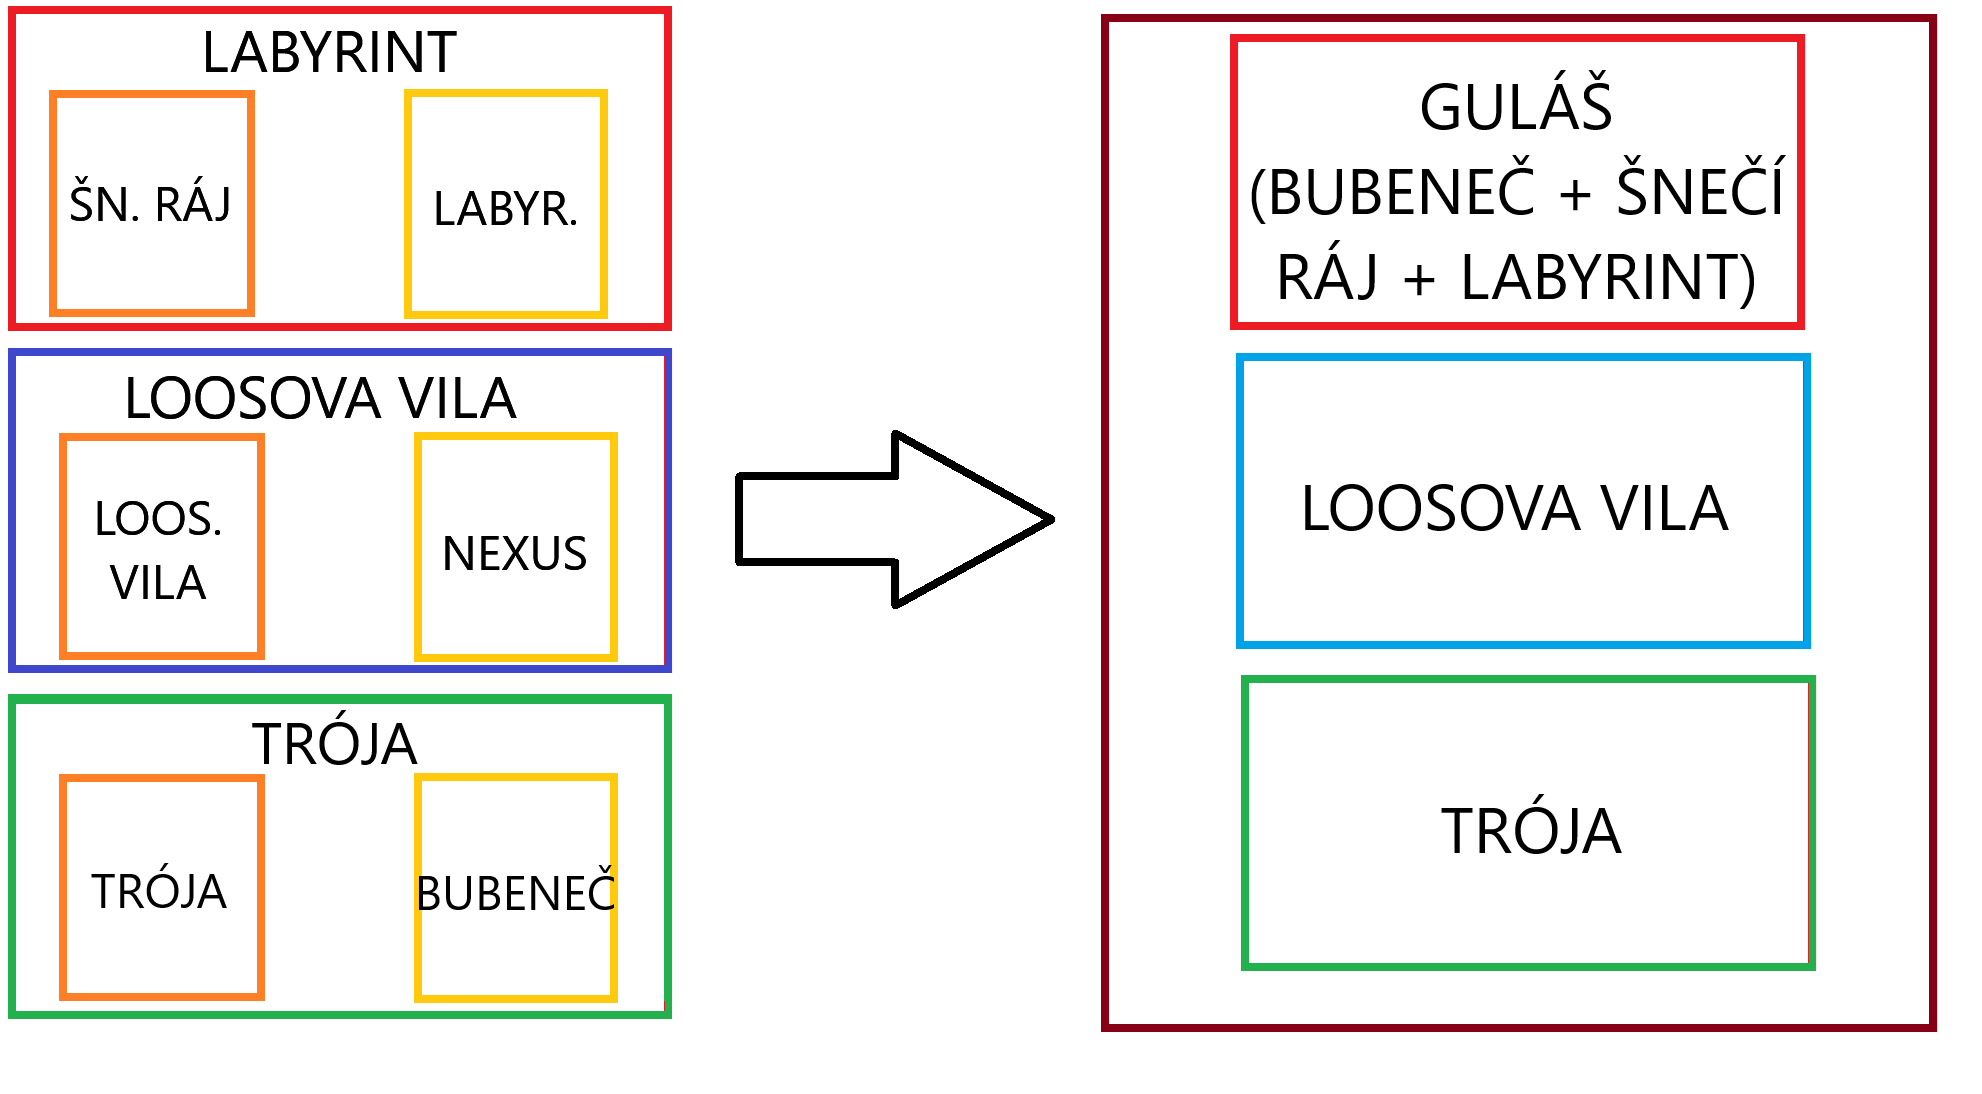 LABYRINT
ŠN. RÁJ
LABYR.
LOOSOVA VILA
LOOS.
VILA
NEXUS
TRÓJA
TRÓJA
BUBENEČ
GULÁŠ
(BUBENEČ + ŠNEČÍ
RÁJ + LABYRINT)
LOOSOVA VILA
TRÓJA